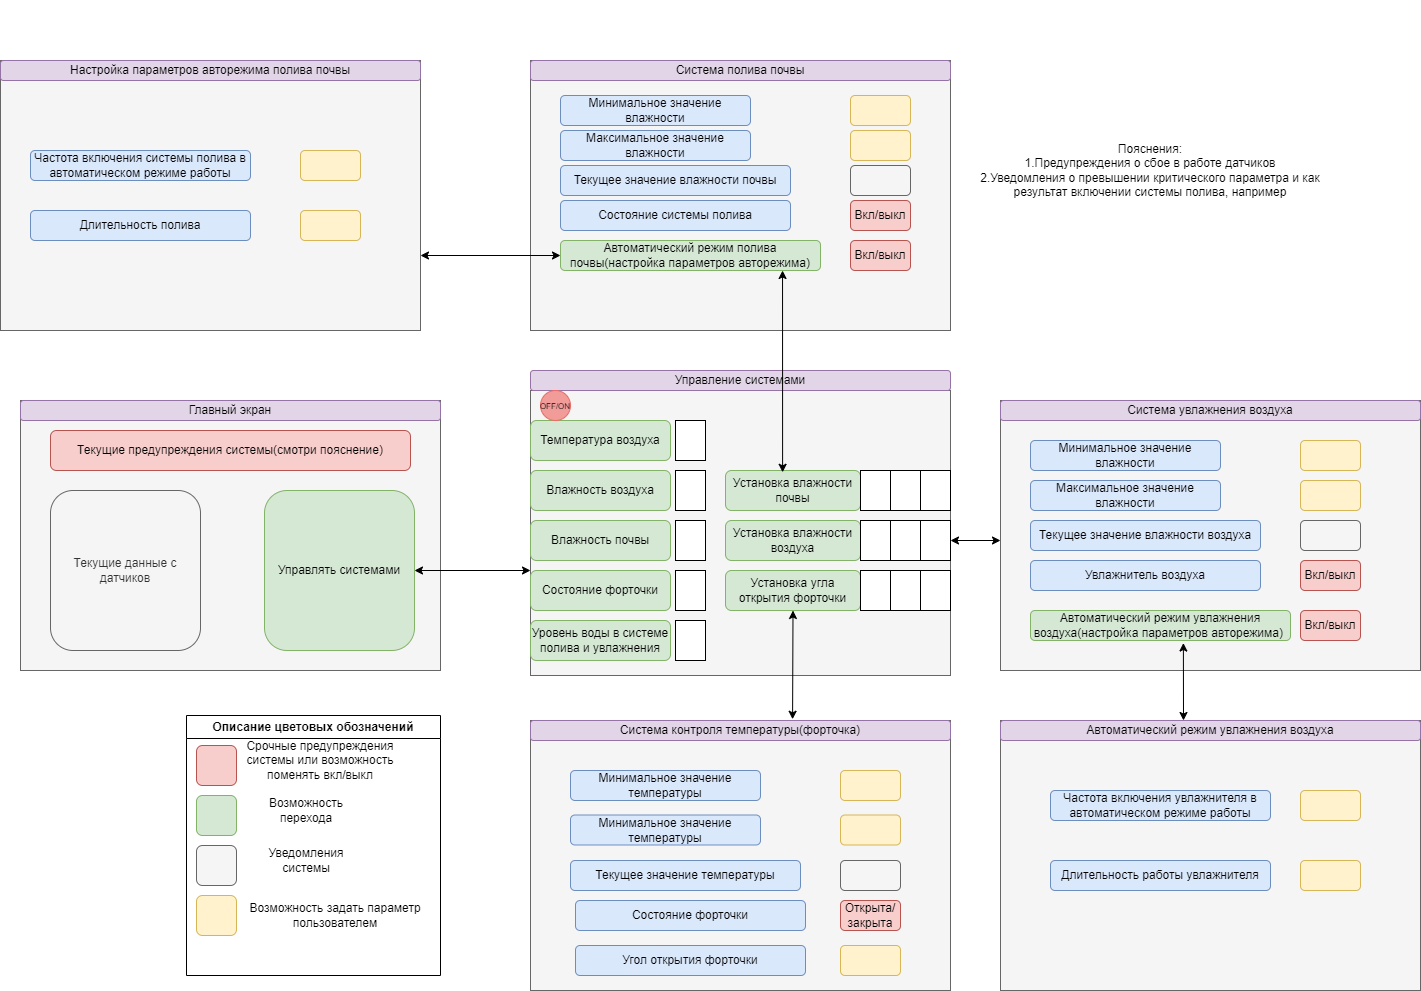 Настройка параметров авторежима полива почвы
Частота включения системы полива в
автоматическом режиме работы
Длительность полива
Система полива почвы
Минимальное значение
влажности
Максимальное значение
влажности
Текущее значение влажности почвы
Состояние системы полива
Вкл/выкл
Автоматический режим полива
почвы(настройка параметров авторежима)
Вкл/выкл
Пояснения:
1.Предупреждения о сбое в работе датчиков
2.Уведомления о превышении критического параметра и как
результат включении системы полива, например
Главный экран
Текущие предупреждения системы(смотри пояснение)
Текущие данные с
датчиков
Управлять системами
Управление системами
OFF/ON
Температура воздуха
Влажность воздуха
Влажность почвы
Состояние форточки
Уровень воды в системе
полива и увлажнения
Установка влажности
почвы
Установка влажности
воздуха
Установка угла
открытия форточки
Система увлажнения воздуха
Минимальное значение
влажности
Максимальное значение
влажности
Текущее значение влажности воздуха
Увлажнитель воздуха
Вкл/выкл
Автоматический режим увлажнения
воздуха(настройка параметров авторежима)
Вкл/выкл
Описание цветовых обозначений
Срочные предупреждения
системы или возможность
поменять вкл/выкл
Возможность
перехода
Уведомления
системы
Возможность задать параметр
пользователем
Система контроля температуры(форточка)
Минимальное значение
температуры
Минимальное значение
температуры
Текущее значение температуры
Состояние форточки
Открыта/
закрыта
Угол открытия форточки
Автоматический режим увлажнения воздуха
Частота включения увлажнителя в
автоматическом режиме работы
Длительность работы увлажнителя